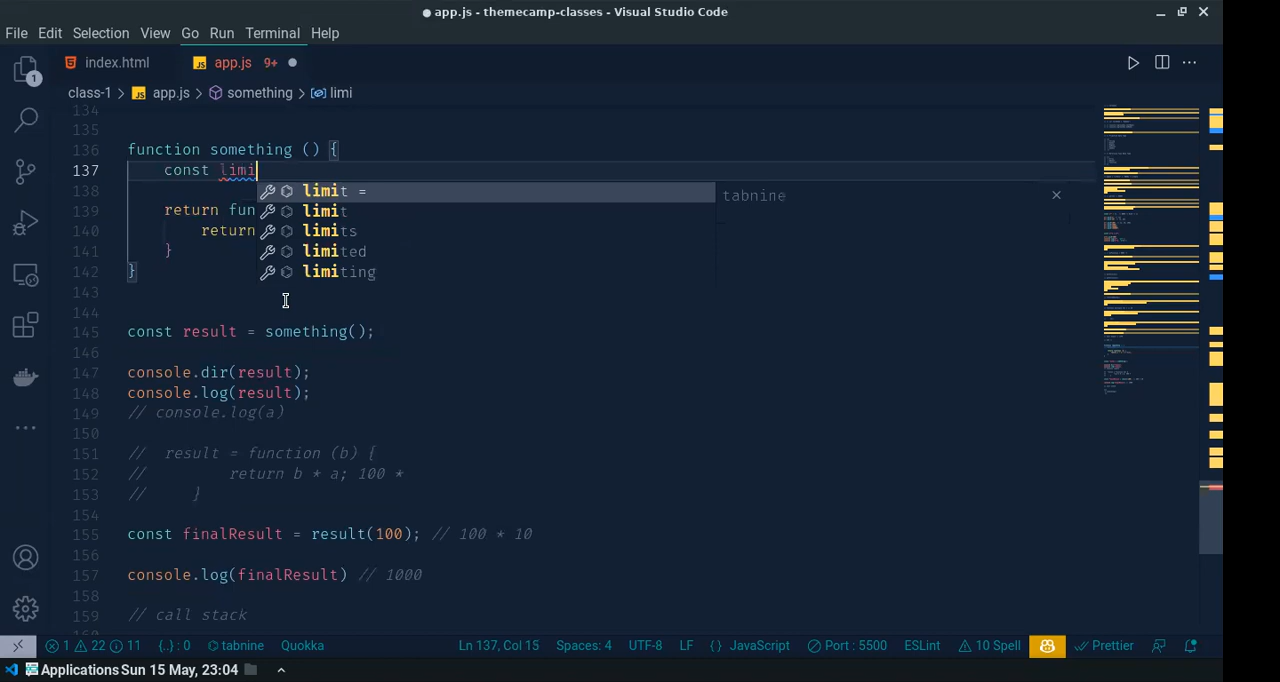 app.js - themecamp-classes - Visual Studio Code
File Edit Selection View Go Run Terminal Help
index.html JS app.js 9+
class-1 > JS app.js > something > limi
134
135
136 function something () {
137 const limi
138 limit = tabnine
limit
139 return fun
140 return limits
141 } limited
142 } limiting
143
144
145 const result = something();
146
147 console.dir(result);
148 console.log(result);
149 // console.log(a)
150
151 // result = function (b) {
152 // return b * a; 100 *
153 // }
154
155 const finalResult = result(100); // 100 * 10
156
157 console.log(finalResult) // 1000
158
159 // call stack
1
1 22 11 {..} : 0 tabnine Quokka Ln 137, Col 15 Spaces: 4 UTF-8 LF {} JavaScript Port : 5500 ESLint 10 Spell Prettier
Applications Sun 15 May, 23:04